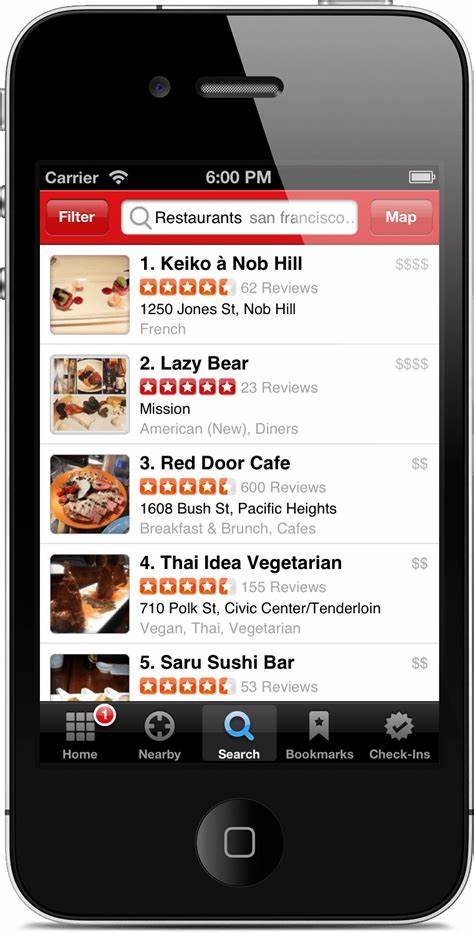 Carrier 6:00 PM
Filter Restaurants san francisco... Map
1. Keiko à Nob Hill $$$$
62 Reviews
1250 Jones St, Nob Hill
French
2. Lazy Bear $$$$
23 Reviews
Mission
American (New), Diners
3. Red Door Cafe $$
600 Reviews
1608 Bush St, Pacific Heights
Breakfast & Brunch, Cafes
4. Thai Idea Vegetarian $$
155 Reviews
710 Polk St, Civic Center/Tenderloin
Vegan, Thai, Vegetarian
5. Saru Sushi Bar $$
53 Reviews
1
Home Nearby Search Bookmarks Check-Ins